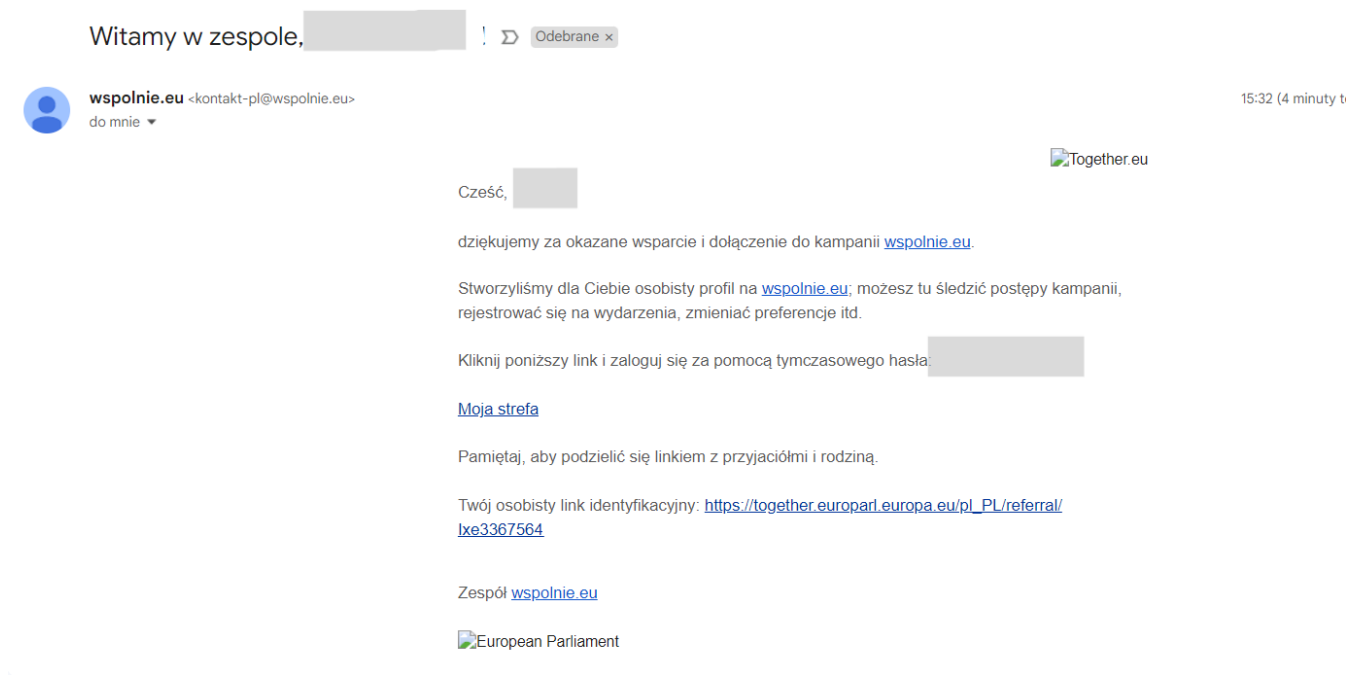 Witamy w zespole, !
Odebrane ×
wspolnie.eu <kontakt-pl@wspolnie.eu>
15:32 (4 minuty
do mnie
Together.eu
Cześć,
dziękujemy za okazane wsparcie i dołączenie do kampanii wspolnie.eu.
Stworzyliśmy dla Ciebie osobisty profil na wspolnie.eu; możesz tu śledzić postępy kampanii,
rejestrować się na wydarzenia, zmieniać preferencje itd.
Kliknij poniższy link i zaloguj się za pomocą tymczasowego hasła:
Moja strefa
Pamiętaj, aby podzielić się linkiem z przyjaciółmi i rodziną.
Twój osobisty link identyfikacyjny: https://together.europarl.europa.eu/pl_PL/referral/
Ixe3367564
Zespół wspolnie.eu
European Parliament